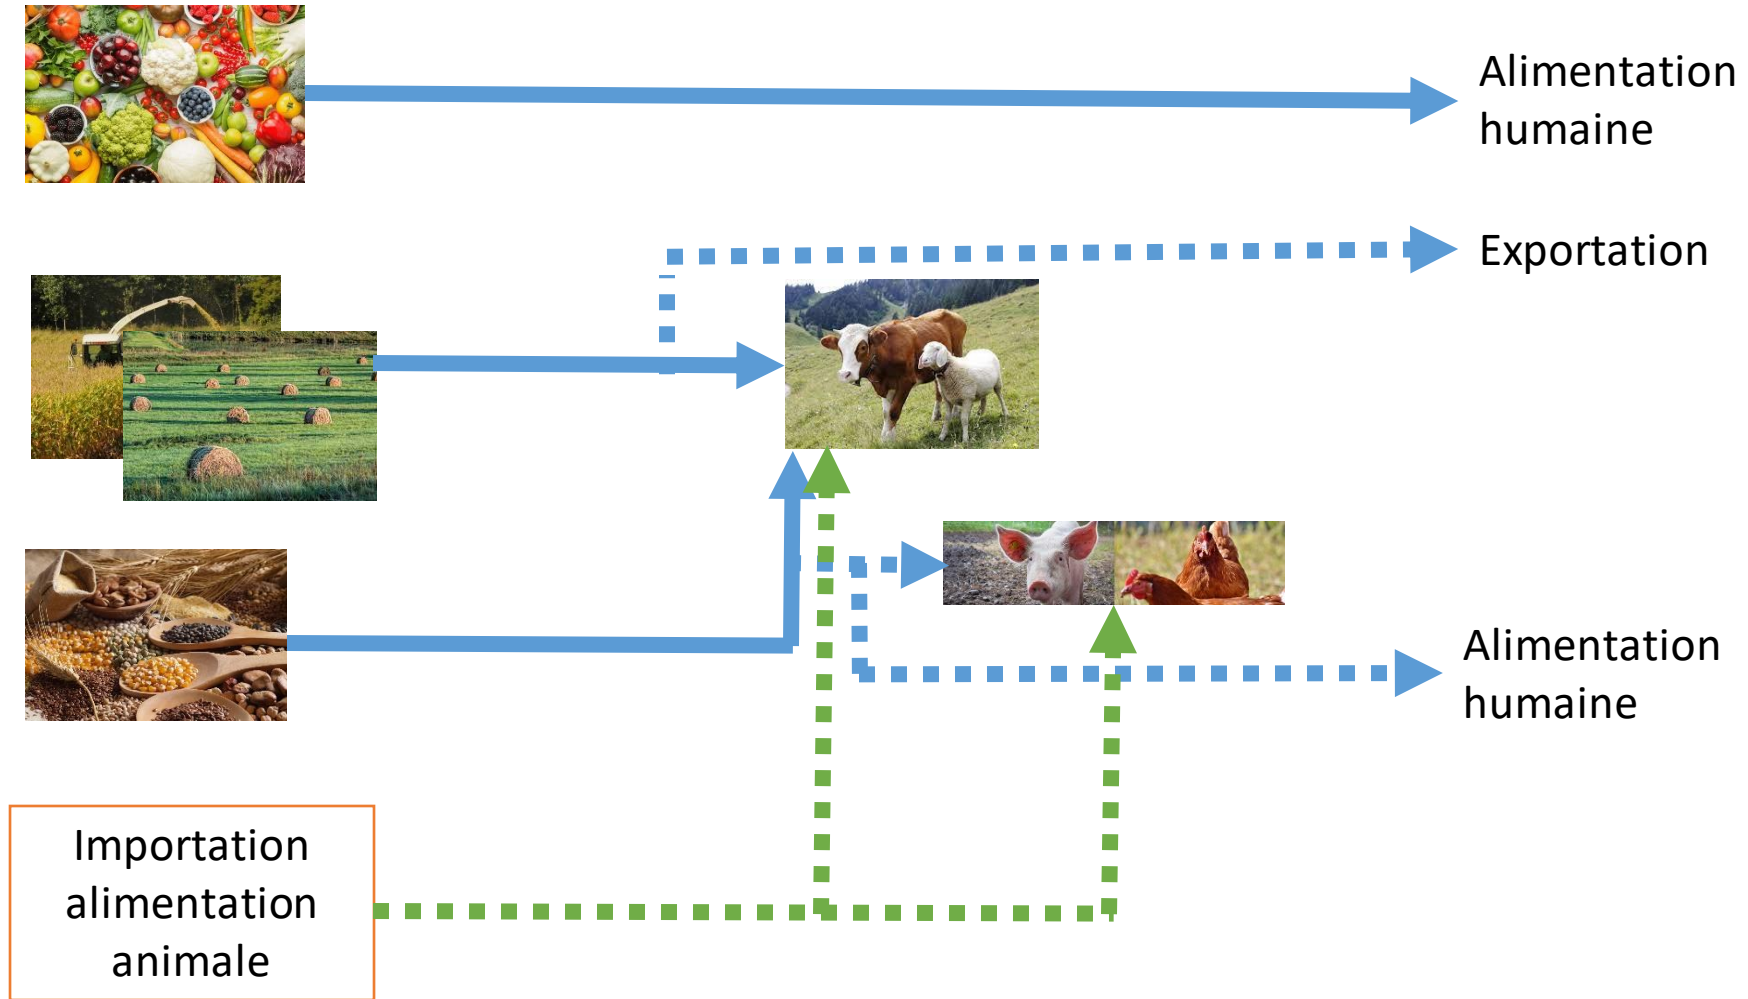 Alimentation
humaine
Exportation
Alimentation
humaine
Importation
alimentation
animale